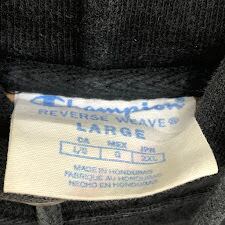 Champion
REVERSE WEAVE®
LARGE
CA MEX JPN
L/G G 2XL
MADE IN HONDURAS
FABRIQUÉ AU HONDURAS
HECHO EN HONDURAS